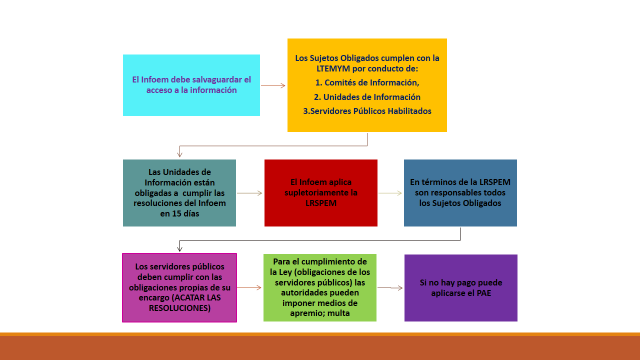 El Infoem debe salvaguardar el
acceso a la información
Los Sujetos Obligados cumplen con la
LTEMYM por conducto de:
1. Comités de Información,
2. Unidades de Información
3.Servidores Públicos Habilitados
Las Unidades de
Información están
obligadas a cumplir las
resoluciones del Infoem
en 15 días
El Infoem aplica
supletoriamente la
LRSPEM
En términos de la LRSPEM
son responsables todos
los Sujetos Obligados
Los servidores públicos
deben cumplir con las
obligaciones propias de su
encargo (ACATAR LAS
RESOLUCIONES)
Para el cumplimiento de
la Ley (obligaciones de los
servidores públicos) las
autoridades pueden
imponer medios de
apremio; multa
Si no hay pago puede
aplicarse el PAE